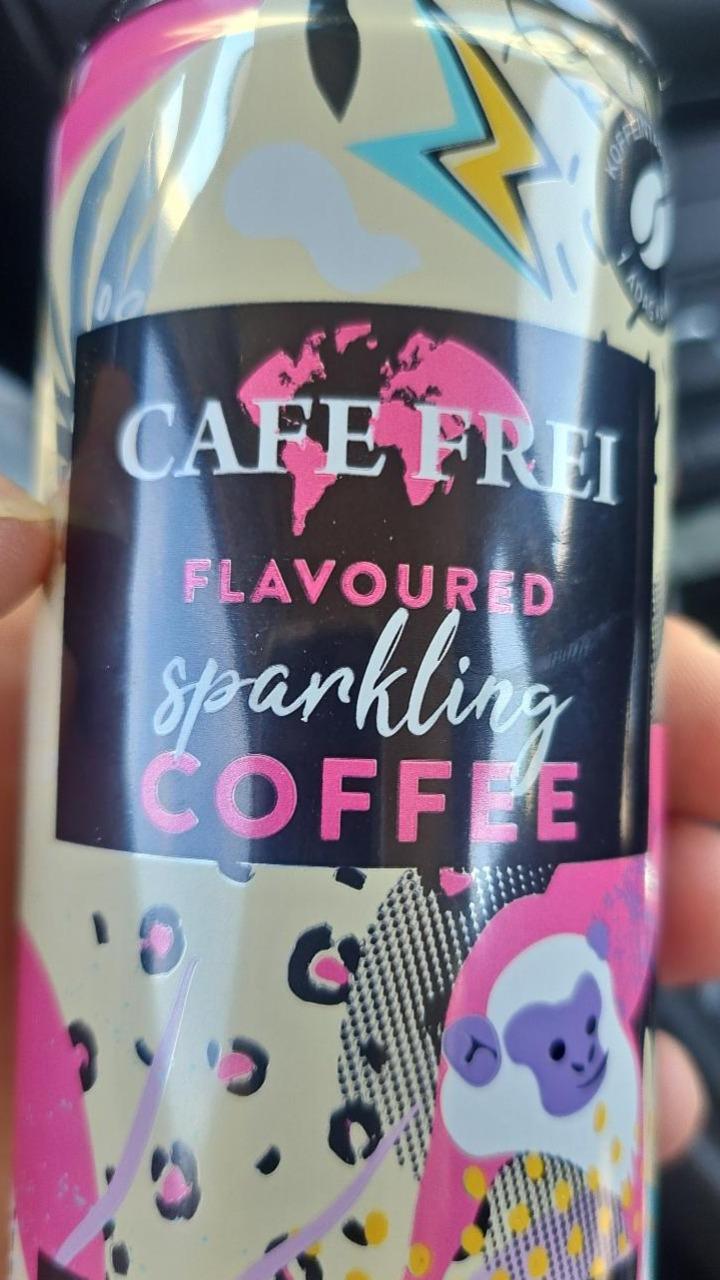 CAFE FREI
FLAVOURED
sparkling
COFFEE